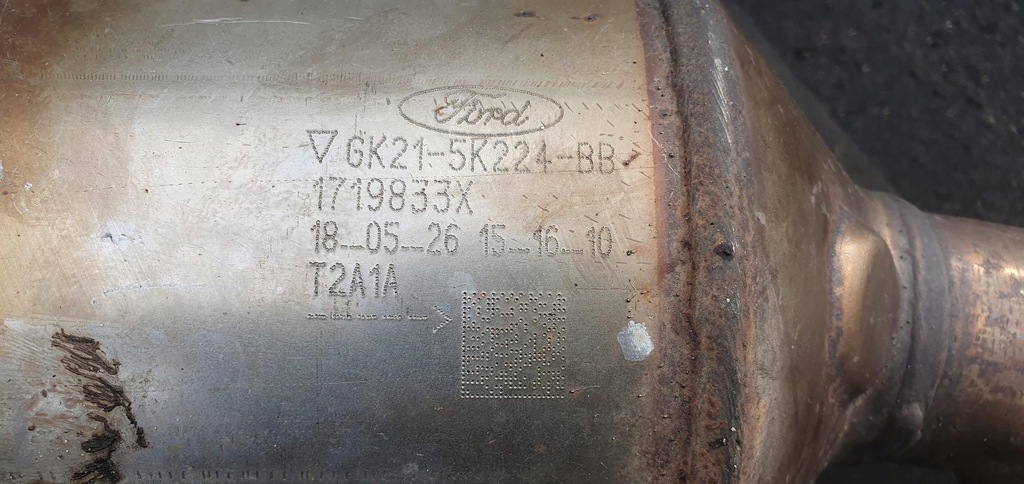 Ford
▽ GK21-5K224-BB
1719833X
18-05-26 15-16-10
T2A1A